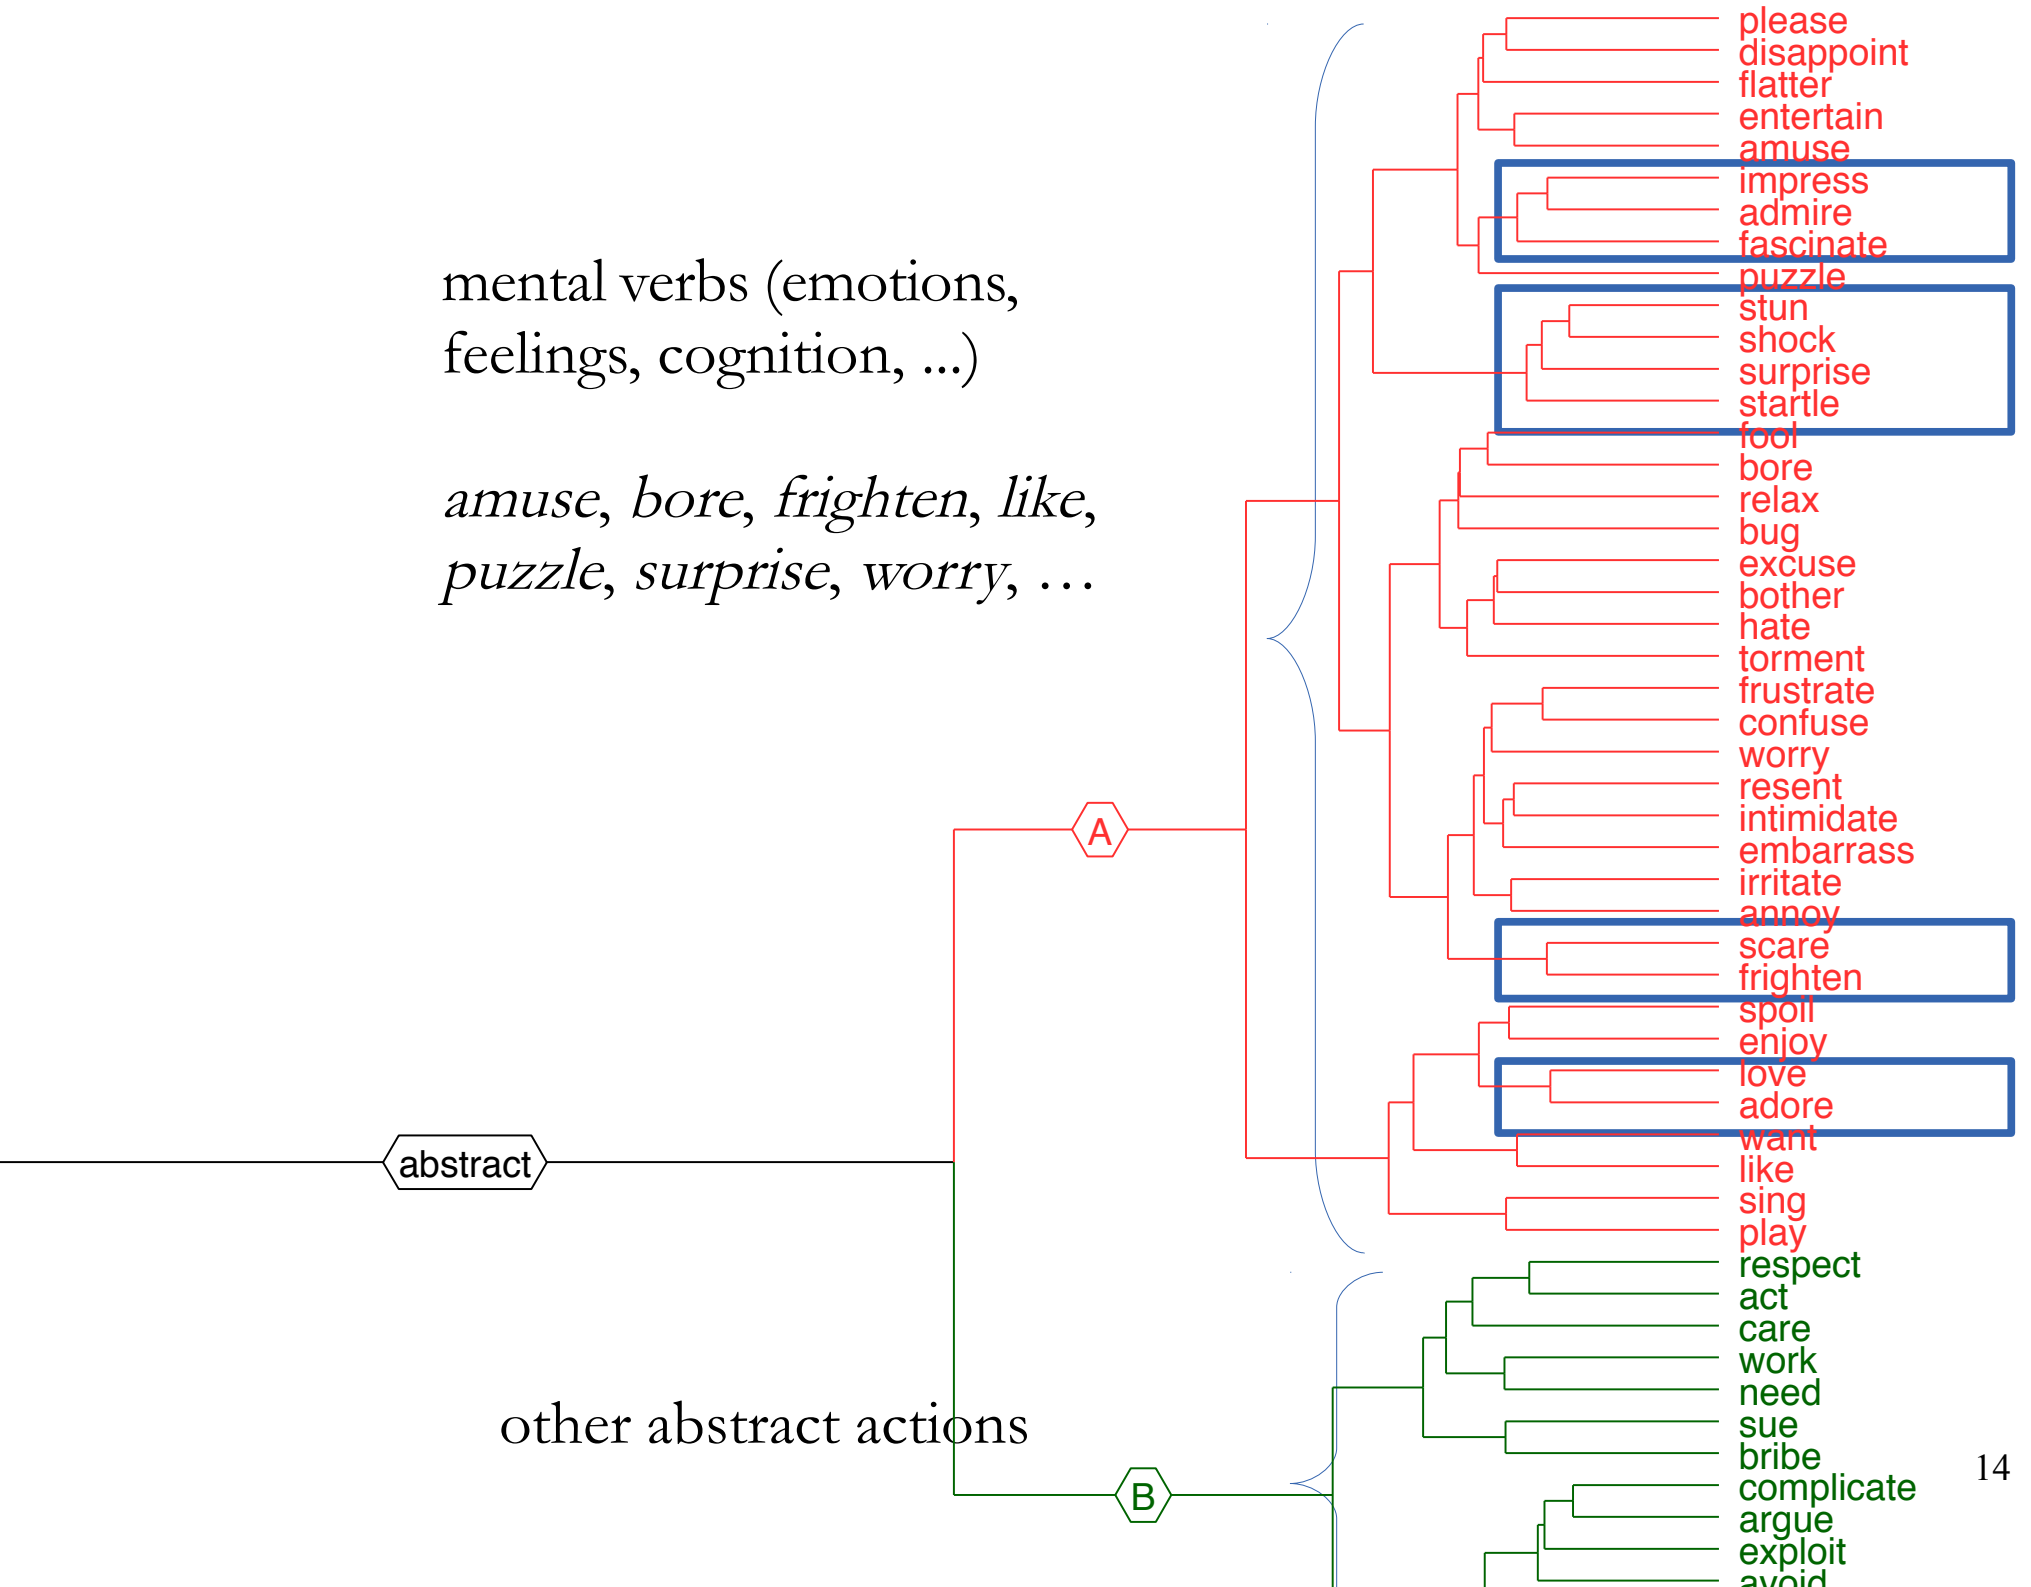 mental verbs (emotions,
feelings, cognition, ...)
amuse, bore, frighten, like,
puzzle, surprise, worry, …
abstract
other abstract actions
A
B
please
disappoint
flatter
entertain
amuse
impress
admire
fascinate
puzzle
stun
shock
surprise
startle
fool
bore
relax
bug
excuse
bother
hate
torment
frustrate
confuse
worry
resent
intimidate
embarrass
irritate
annoy
scare
frighten
spoil
enjoy
love
adore
want
like
sing
play
respect
act
care
work
need
sue
bribe
complicate
argue
exploit
avoid
14